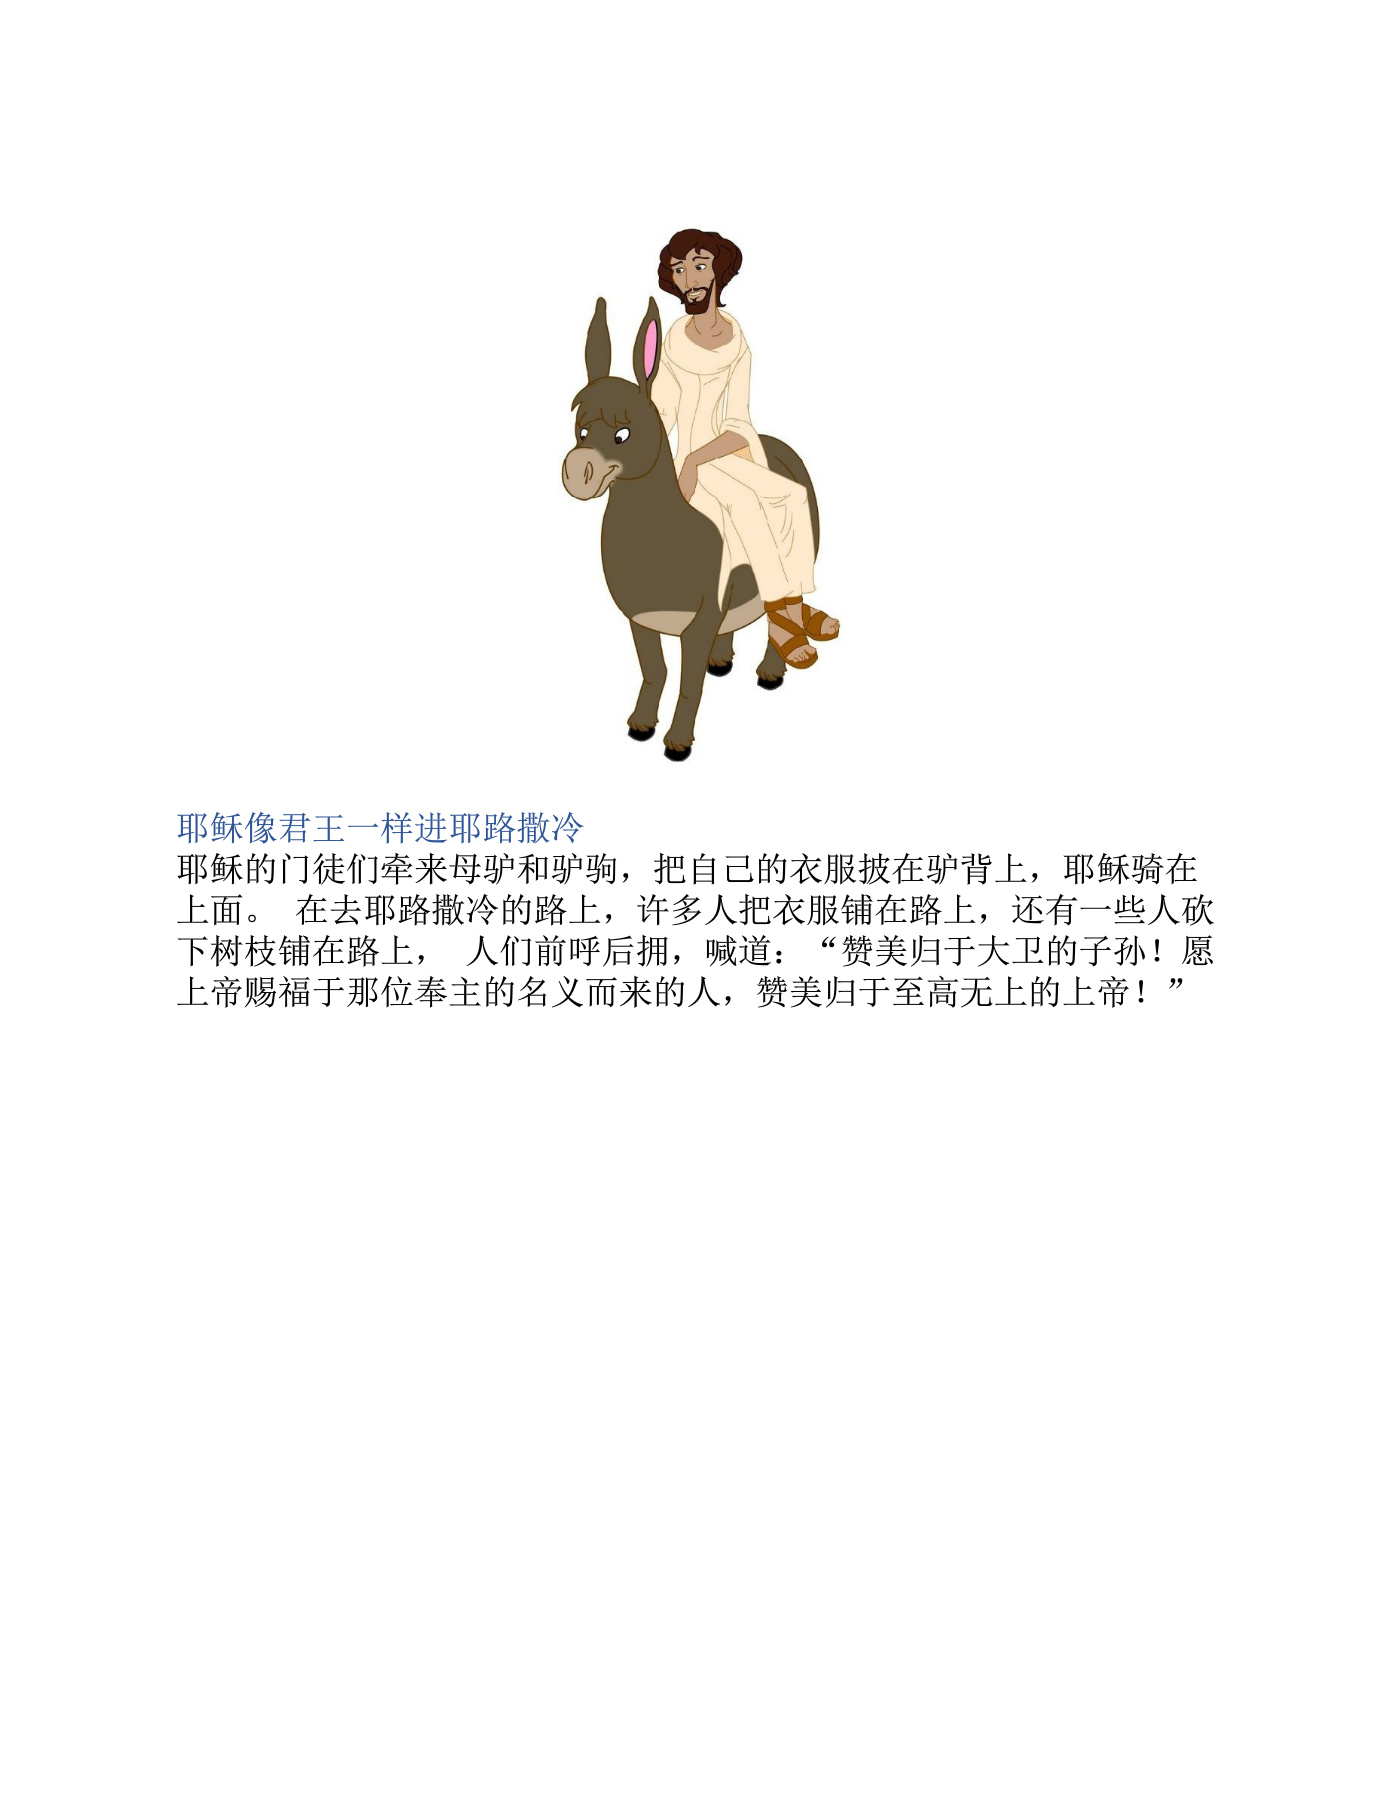 耶稣像君王一样进耶路撒冷
耶稣的门徒们牵来母驴和驴驹，把自己的衣服披在驴背上，耶稣骑在
上面。 在去耶路撒冷的路上，许多人把衣服铺在路上，还有一些人砍
下树枝铺在路上， 人们前呼后拥，喊道：“赞美归于大卫的子孙！愿
上帝赐福于那位奉主的名义而来的人，赞美归于至高无上的上帝！”